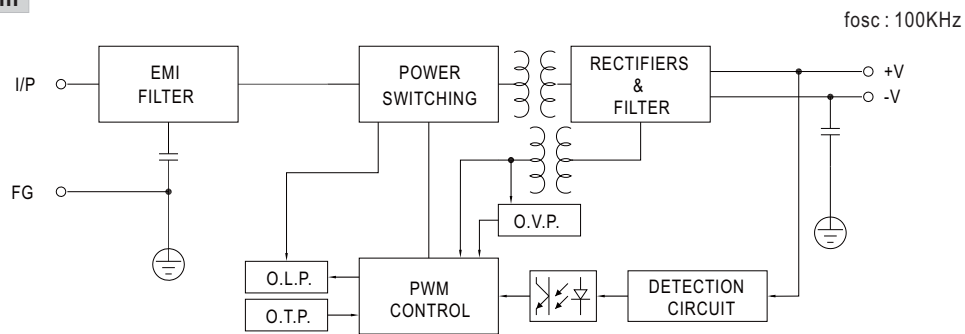 fosc : 100KHz
I/P
EMI
FILTER
POWER
SWITCHING
RECTIFIERS
&
FILTER
+V
-V
FG
O.V.P.
O.L.P.
O.T.P.
PWM
CONTROL
DETECTION
CIRCUIT